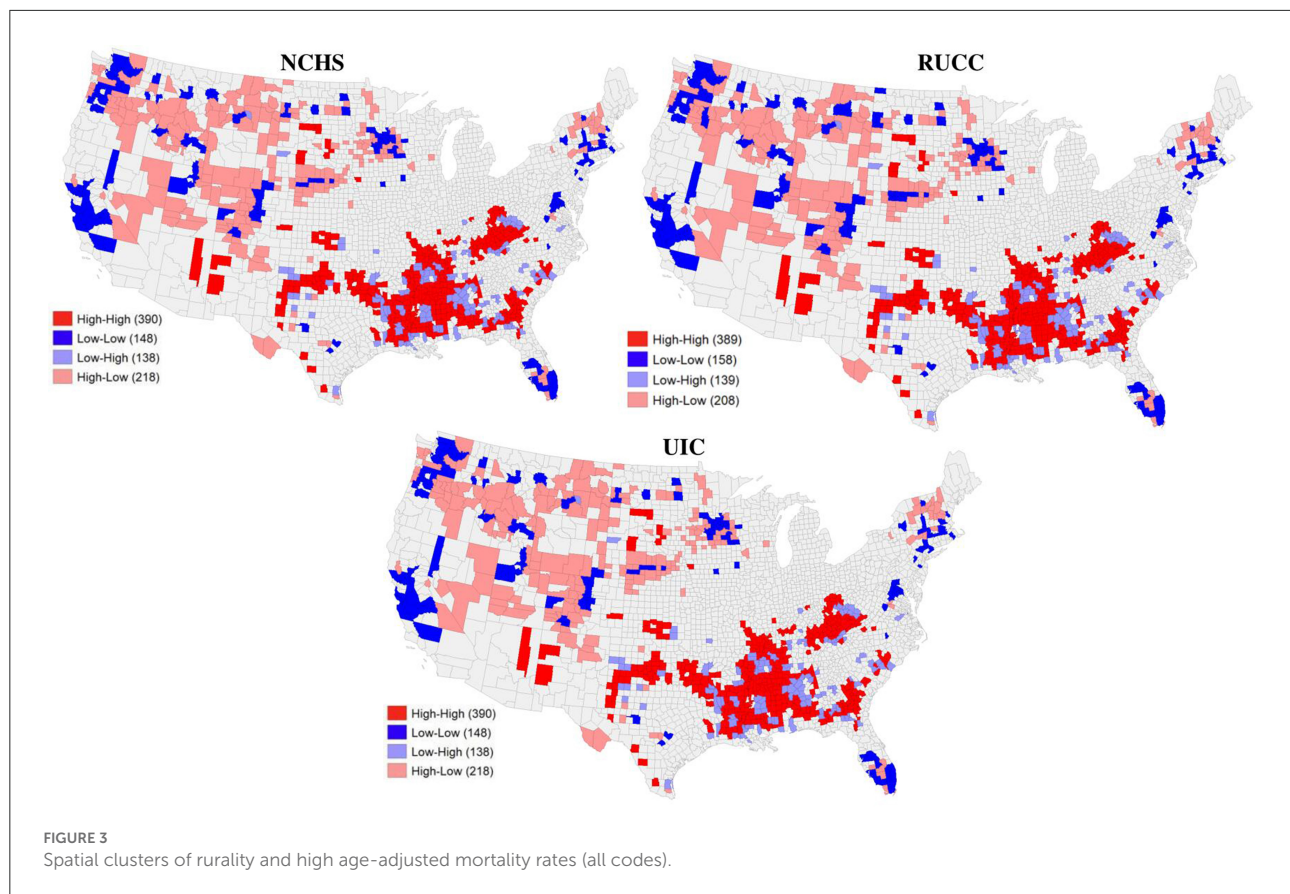 NCHS
High-High (390)
Low-Low (148)
Low-High (138)
High-Low (218)
RUCC
High-High (389)
Low-Low (158)
Low-High (139)
High-Low (208)
UIC
High-High (390)
Low-Low (148)
Low-High (138)
High-Low (218)
FIGURE 3
Spatial clusters of rurality and high age-adjusted mortality rates (all codes).